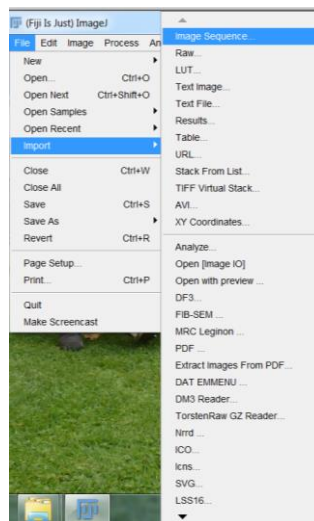 (Fiji Is Just) ImageJ
File Edit Image Process An
New
Open... Ctrl+O
Open Next Ctrl+Shift+O
Open Samples
Open Recent
Import
Close Ctrl+W
Close All
Save Ctrl+S
Save As
Revert Ctrl+R
Page Setup...
Print... Ctrl+P
Quit
Make Screencast
Image Sequence...
Raw...
LUT...
Text Image...
Text File...
Results...
Table...
URL...
Stack From List...
TIFF Virtual Stack...
AVI...
XY Coordinates...
Analyze...
Open [Image IO]
Open with preview ...
DF3...
FIB-SEM ...
MRC Leginon ...
PDF ...
Extract Images From PDF...
DAT EMMENU ...
DM3 Reader...
TorstenRaw GZ Reader...
Nrrd ...
ICO...
Icns...
SVG...
LSS16...